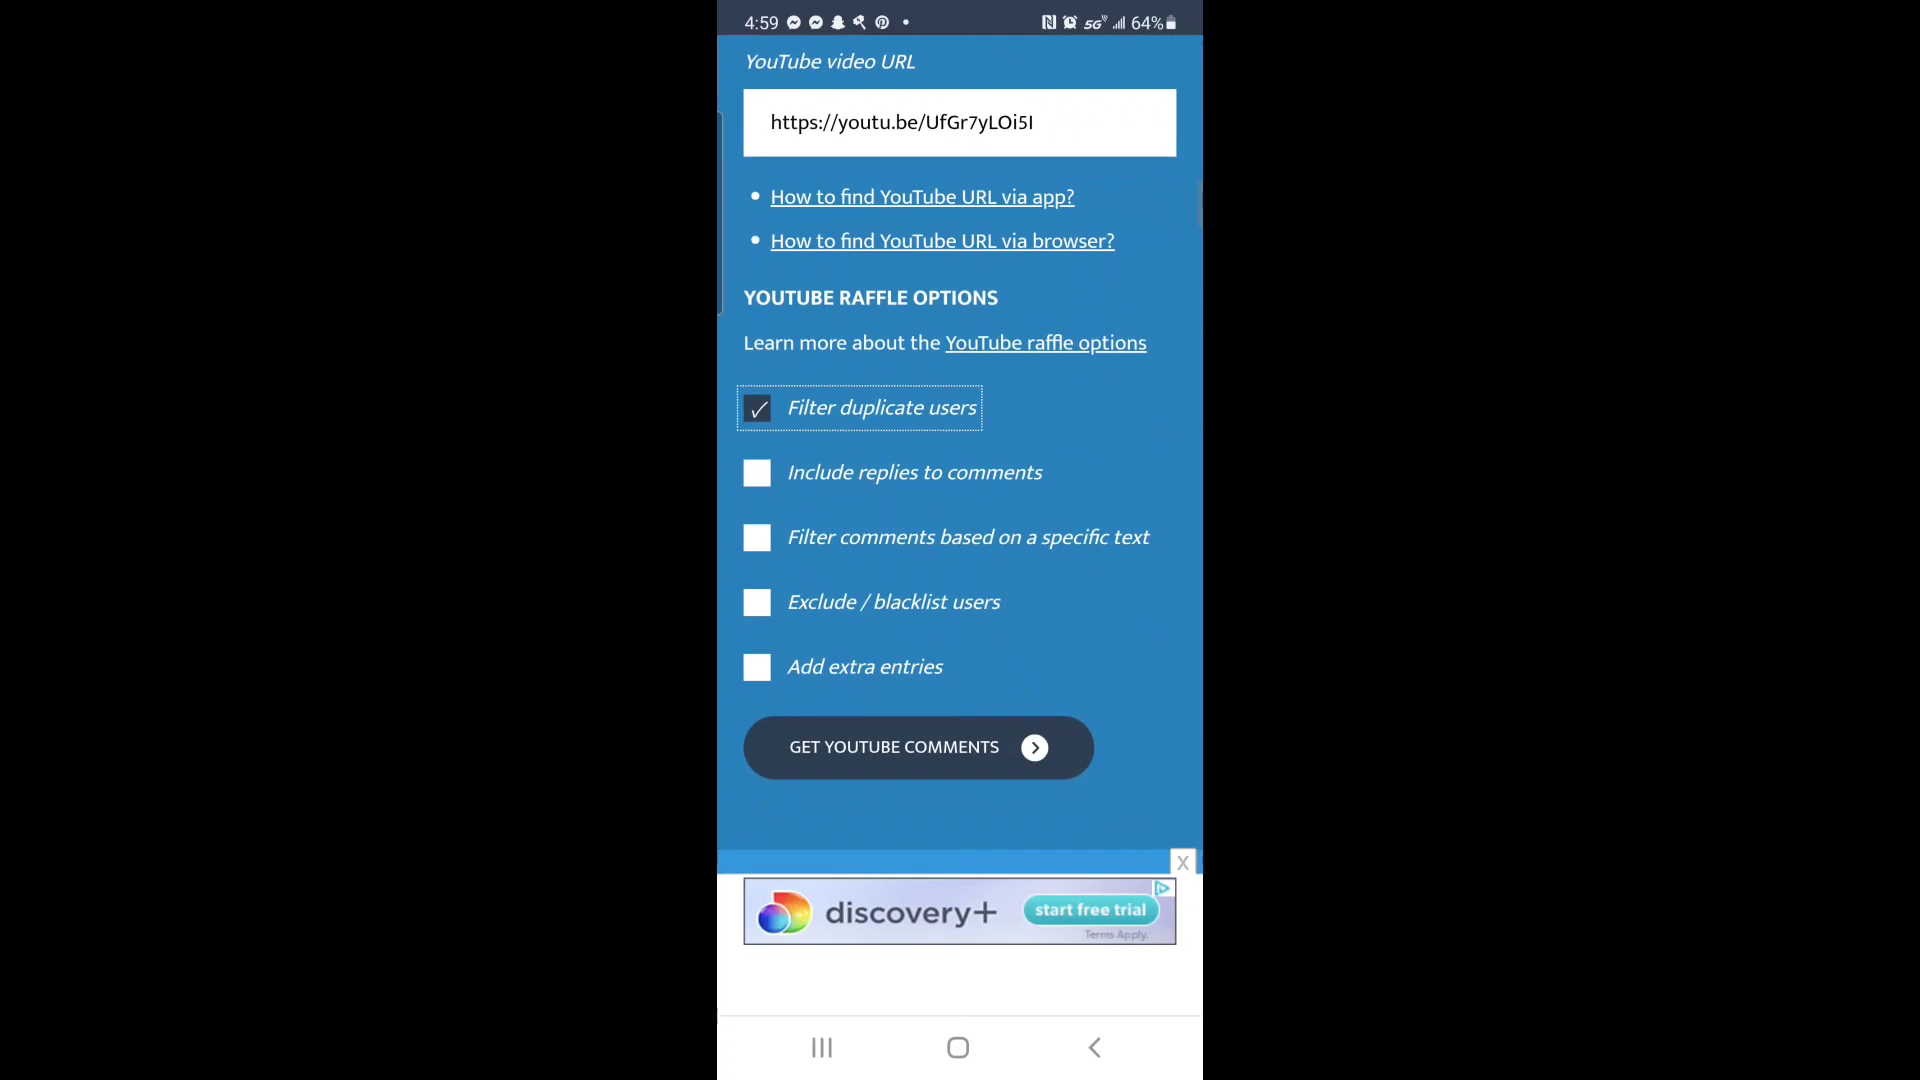 4:59 5G 64%
YouTube video URL
https://youtu.be/UfGr7yLOi5I
How to find YouTube URL via app?
How to find YouTube URL via browser?
YOUTUBE RAFFLE OPTIONS
Learn more about the YouTube raffle options
Filter duplicate users
Include replies to comments
Filter comments based on a specific text
Exclude / blacklist users
Add extra entries
GET YOUTUBE COMMENTS
X
discovery+ start free trial
Terms Apply.